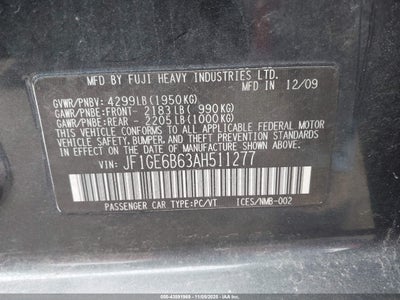 MFD BY FUJI HEAVY INDUSTRIES LTD.
MADE IN 12/09
GVWR/PNBV: 4299LB(1950KG)
GAWR/PNBE:FRONT- 2183LB( 990KG)
GAWR/PNBE:REAR - 2205LB(1000KG)
THIS VEHICLE CONFORMS TO ALL APPLICABLE
FEDERAL MOTOR VEHICLE SAFETY, BUMPER,
AND THEFT PREVENTION STANDARDS
IN EFFECT ON THE DATE OF MANUFACTURE
SHOWN ABOVE.
VIN: JF1GE6B63AH511277
PASSENGER CAR TYPE:PC/VT ICES/NMB-002